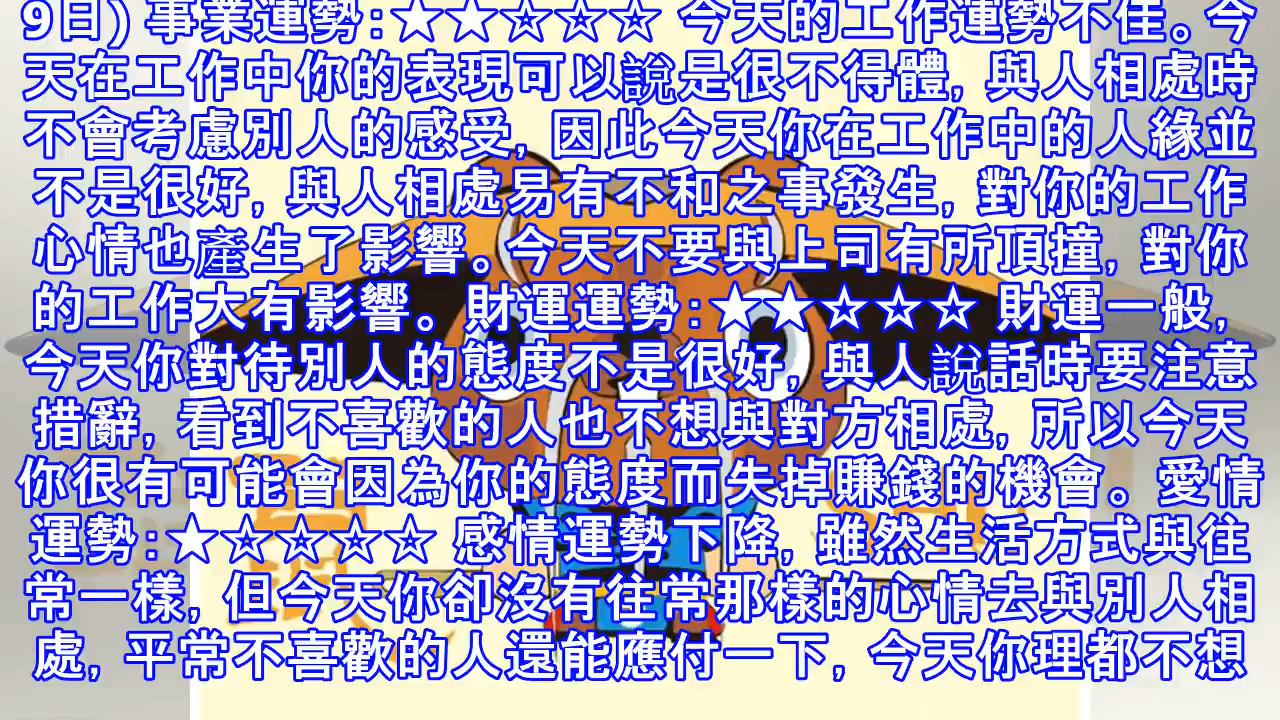 9日) 事業運勢:★★☆☆☆ 今天的工作運勢不佳。今
天在工作中你的表現可以說是很不得體, 與人相處時
不會考慮別人的感受, 因此今天你在工作中的人緣並
不是很好, 與人相處易有不和之事發生, 對你的工作
心情也產生了影響。今天不要與上司有所頂撞, 對你
的工作大有影響。財運運勢:★★☆☆☆ 財運一般,
今天你對待別人的態度不是很好, 與人說話時要注意
措辭, 看到不喜歡的人也不想與對方相處, 所以今天
你很有可能會因為你的態度而失掉賺錢的機會。愛情
運勢:★☆☆☆☆ 感情運勢下降, 雖然生活方式與往
常一樣, 但今天你卻沒有往常那樣的心情去與別人相
處, 平常不喜歡的人還能應付一下, 今天你理都不想